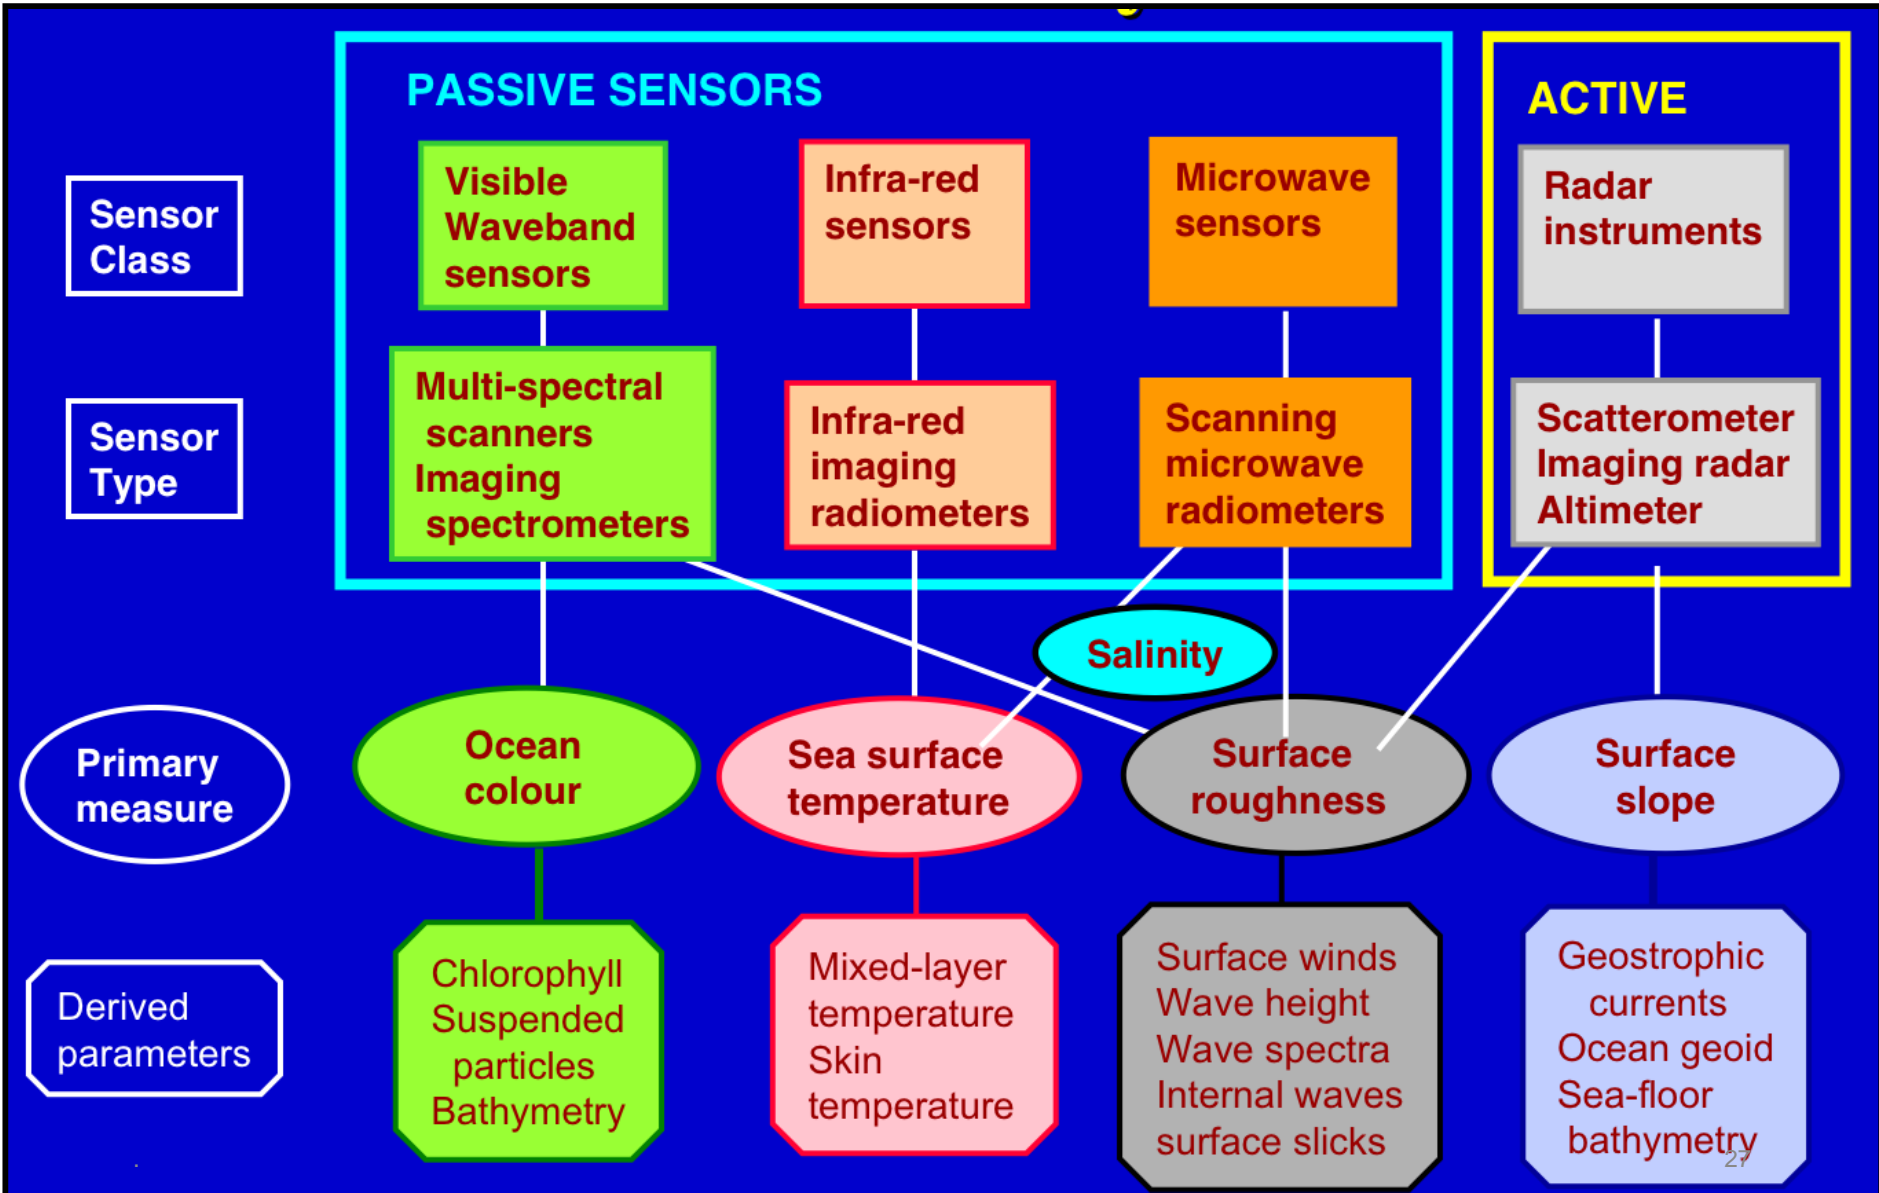 PASSIVE SENSORS
ACTIVE
Sensor
Class
Visible
Waveband
sensors
Infra-red
sensors
Microwave
sensors
Radar
instruments
Sensor
Type
Multi-spectral
scanners
Imaging
spectrometers
Infra-red
imaging
radiometers
Scanning
microwave
radiometers
Scatterometer
Imaging radar
Altimeter
Salinity
Primary
measure
Ocean
colour
Sea surface
temperature
Surface
roughness
Surface
slope
Derived
parameters
Chlorophyll
Suspended
particles
Bathymetry
Mixed-layer
temperature
Skin
temperature
Surface winds
Wave height
Wave spectra
Internal waves
surface slicks
Geostrophic
currents
Ocean geoid
Sea-floor
bathymetry
27